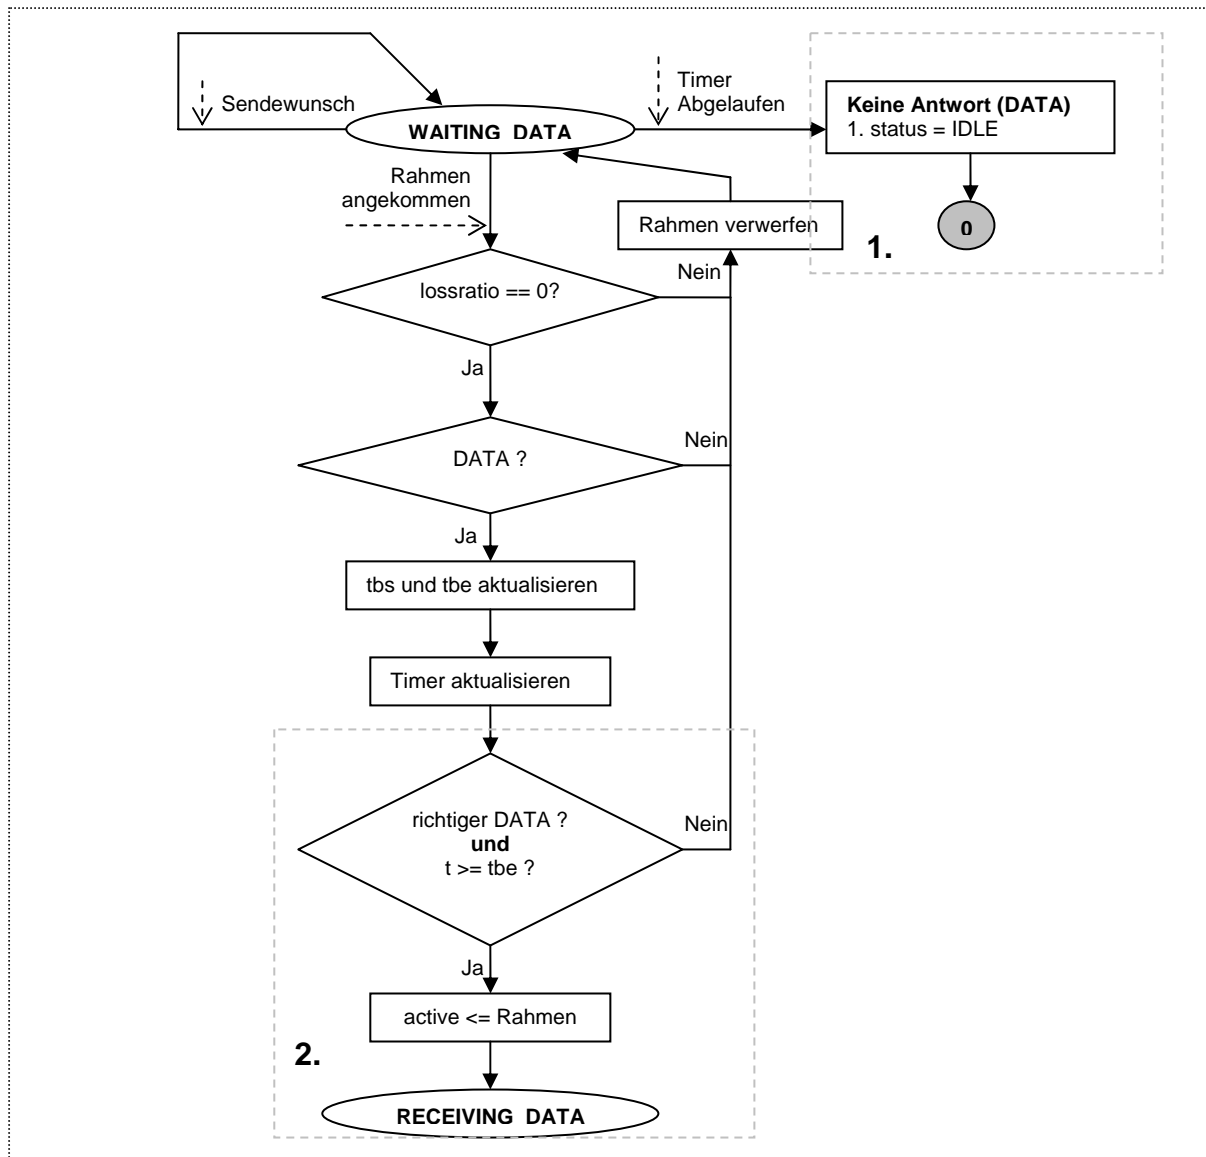 Sendewunsch
WAITING DATA
Timer
Abgelaufen
Keine Antwort (DATA)
1. status = IDLE
0
1.
Rahmen
angekommen
Rahmen verwerfen
lossratio == 0?
Nein
Ja
DATA ?
Nein
Ja
tbs und tbe aktualisieren
Timer aktualisieren
richtiger DATA ?
und
t >= tbe ?
Nein
Ja
active <= Rahmen
2.
RECEIVING DATA